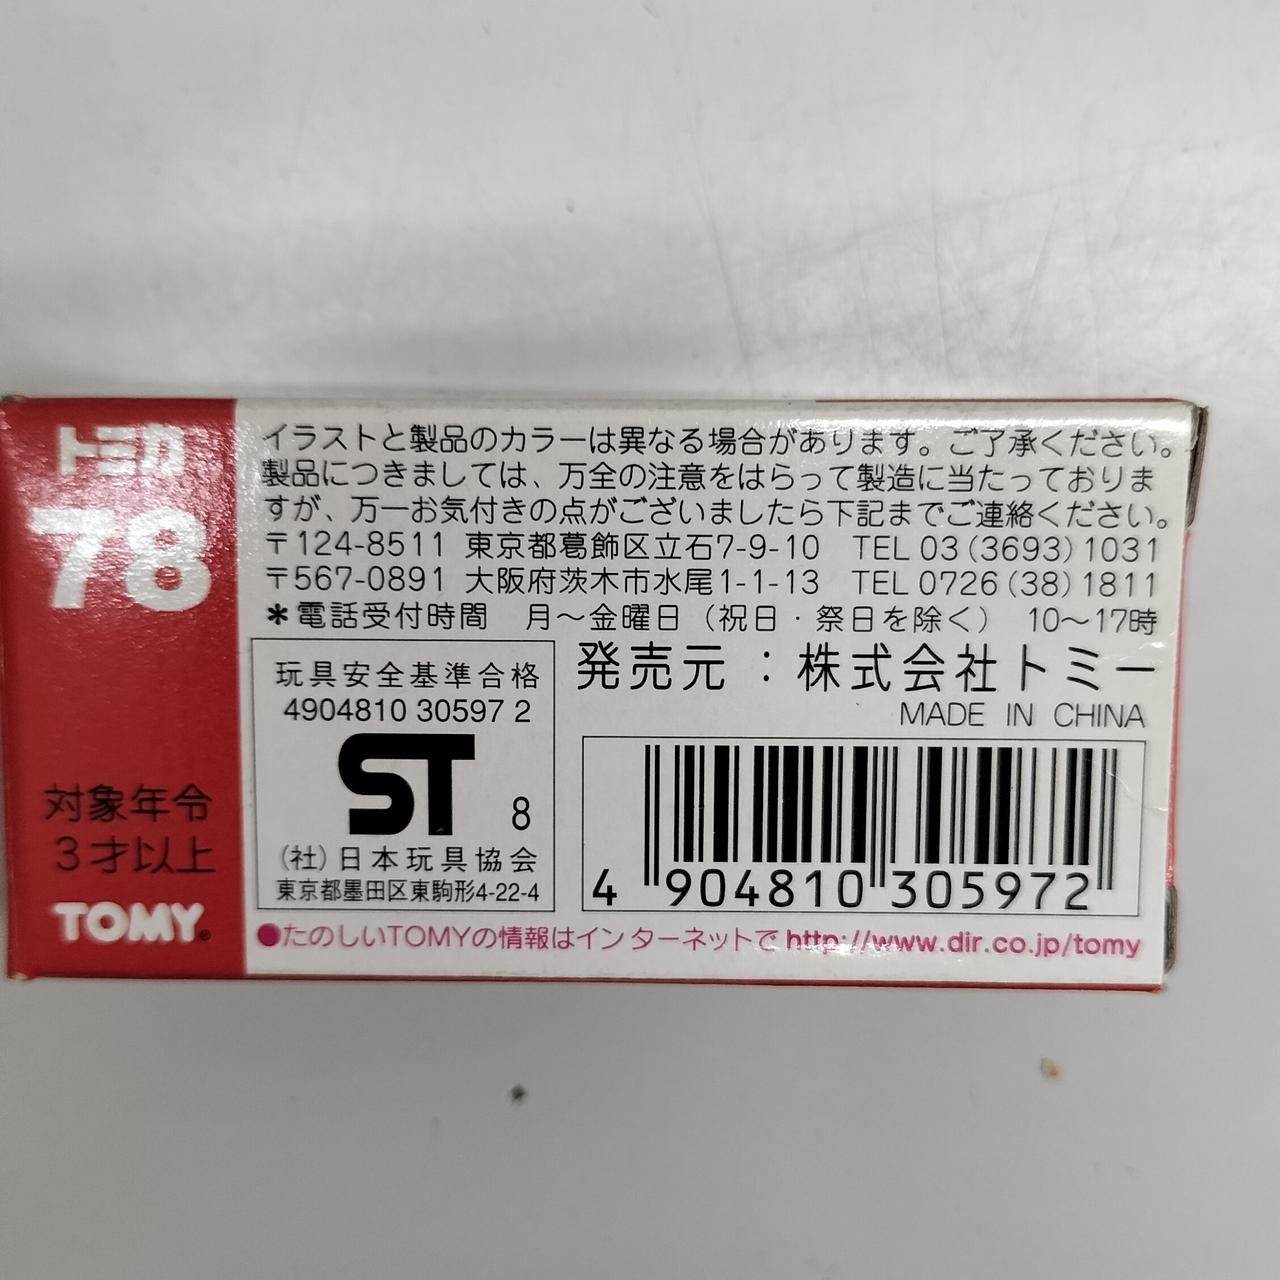 トミカ
78
対象年令
3才以上
TOMY®
イラストと製品のカラーは異なる場合があります。ご了承ください。
製品につきましては、万全の注意をはらって製造に当たっておりま
すが、万一お気付きの点がございましたら下記までご連絡ください。
〒124-8511 東京都葛飾区立石7-9-10 TEL 03(3693)1031
〒567-0891 大阪府茨木市水尾1-1-13 TEL 0726(38)1811
＊電話受付時間 月〜金曜日（祝日・祭日を除く） 10〜17時
玩具安全基準合格
4904810 30597 2
ST 8
(社)日本玩具協会
東京都墨田区東駒形4-22-4
発売元：株式会社トミー
MADE IN CHINA
4 904810 305972
●たのしいTOMYの情報はインターネットで http://www.dir.co.jp/tomy